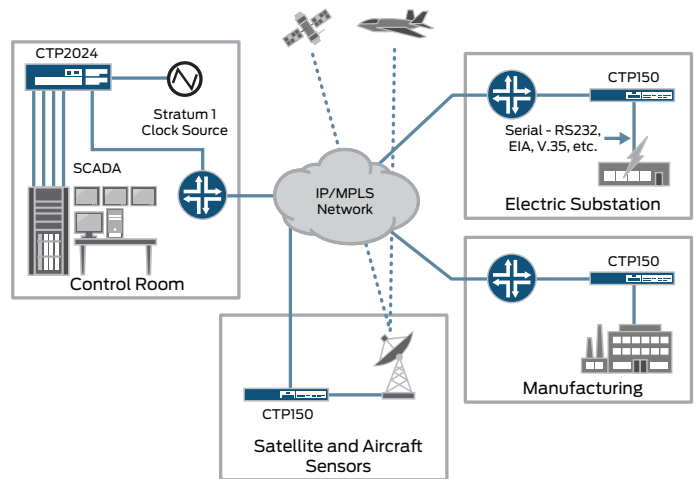 CTP2024
Stratum 1
Clock Source
SCADA
Control Room
IP/MPLS
Network
CTP150
Serial - RS232,
EIA, V.35, etc.
Electric Substation
CTP150
Manufacturing
CTP150
Satellite and Aircraft
Sensors